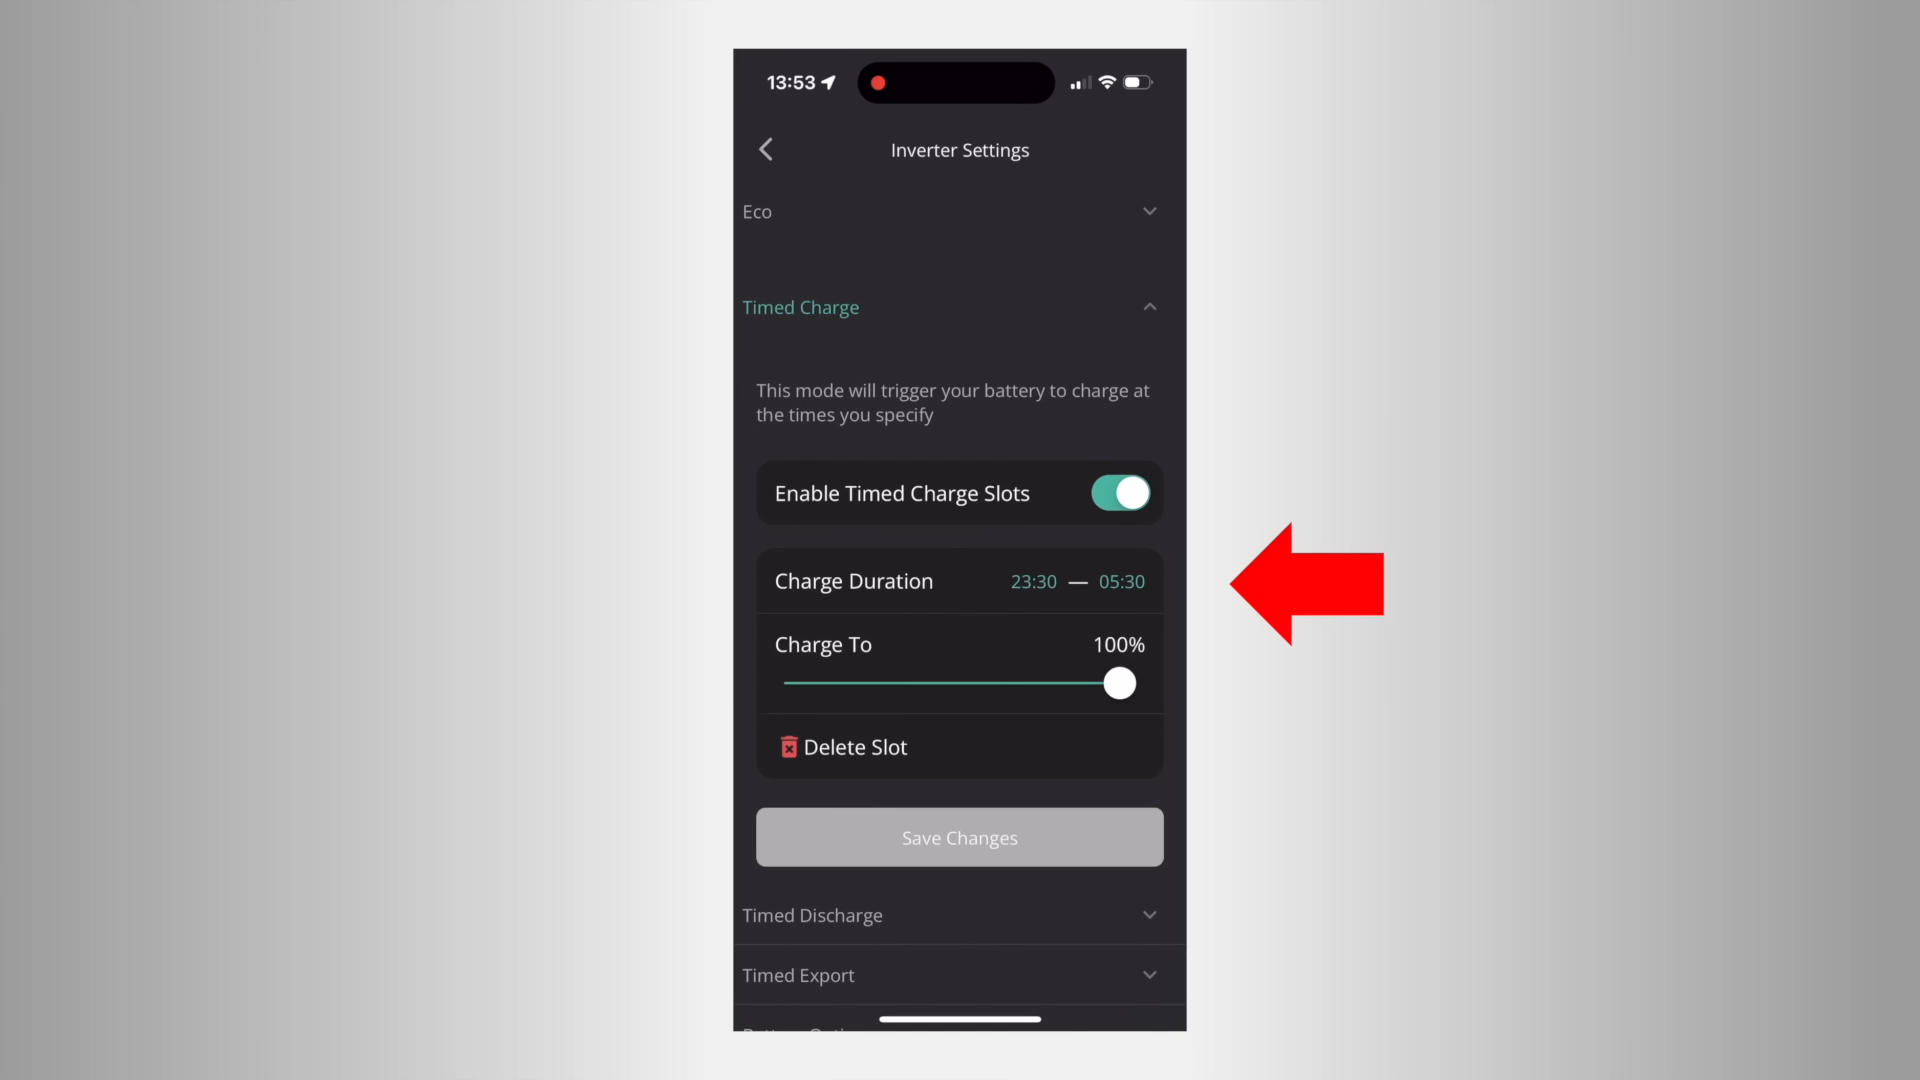 13:53
Inverter Settings
Eco
Timed Charge
This mode will trigger your battery to charge at
the times you specify
Enable Timed Charge Slots
Charge Duration 23:30 — 05:30
Charge To 100%
Delete Slot
Save Changes
Timed Discharge
Timed Export